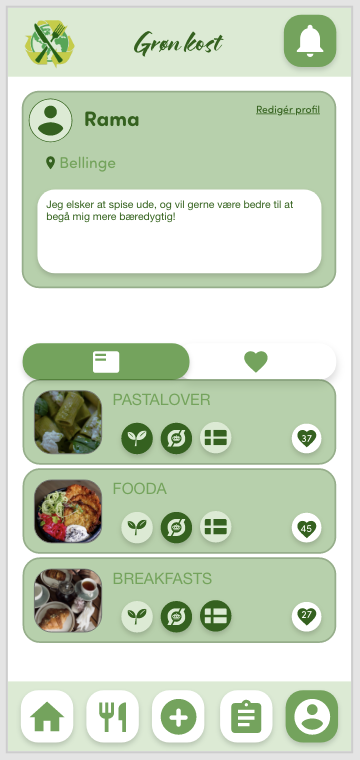 Grøn kost
Rama
Redigér profil
Bellinge
Jeg elsker at spise ude, og vil gerne være bedre til at
begå mig mere bæredygtig!
PASTALOVER
37
FOODA
45
BREAKFASTS
27